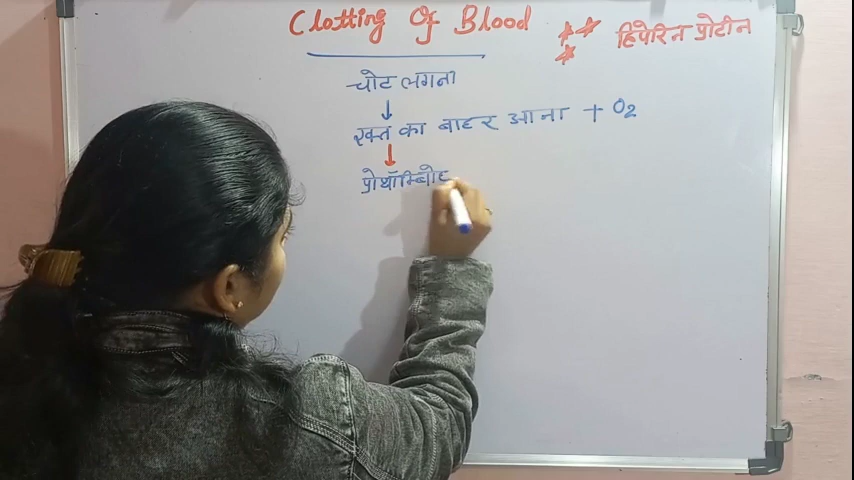 Clotting Of Blood
हिपेरिन प्रोटीन
चोट लगना
रक्त का बाहर आना + O₂